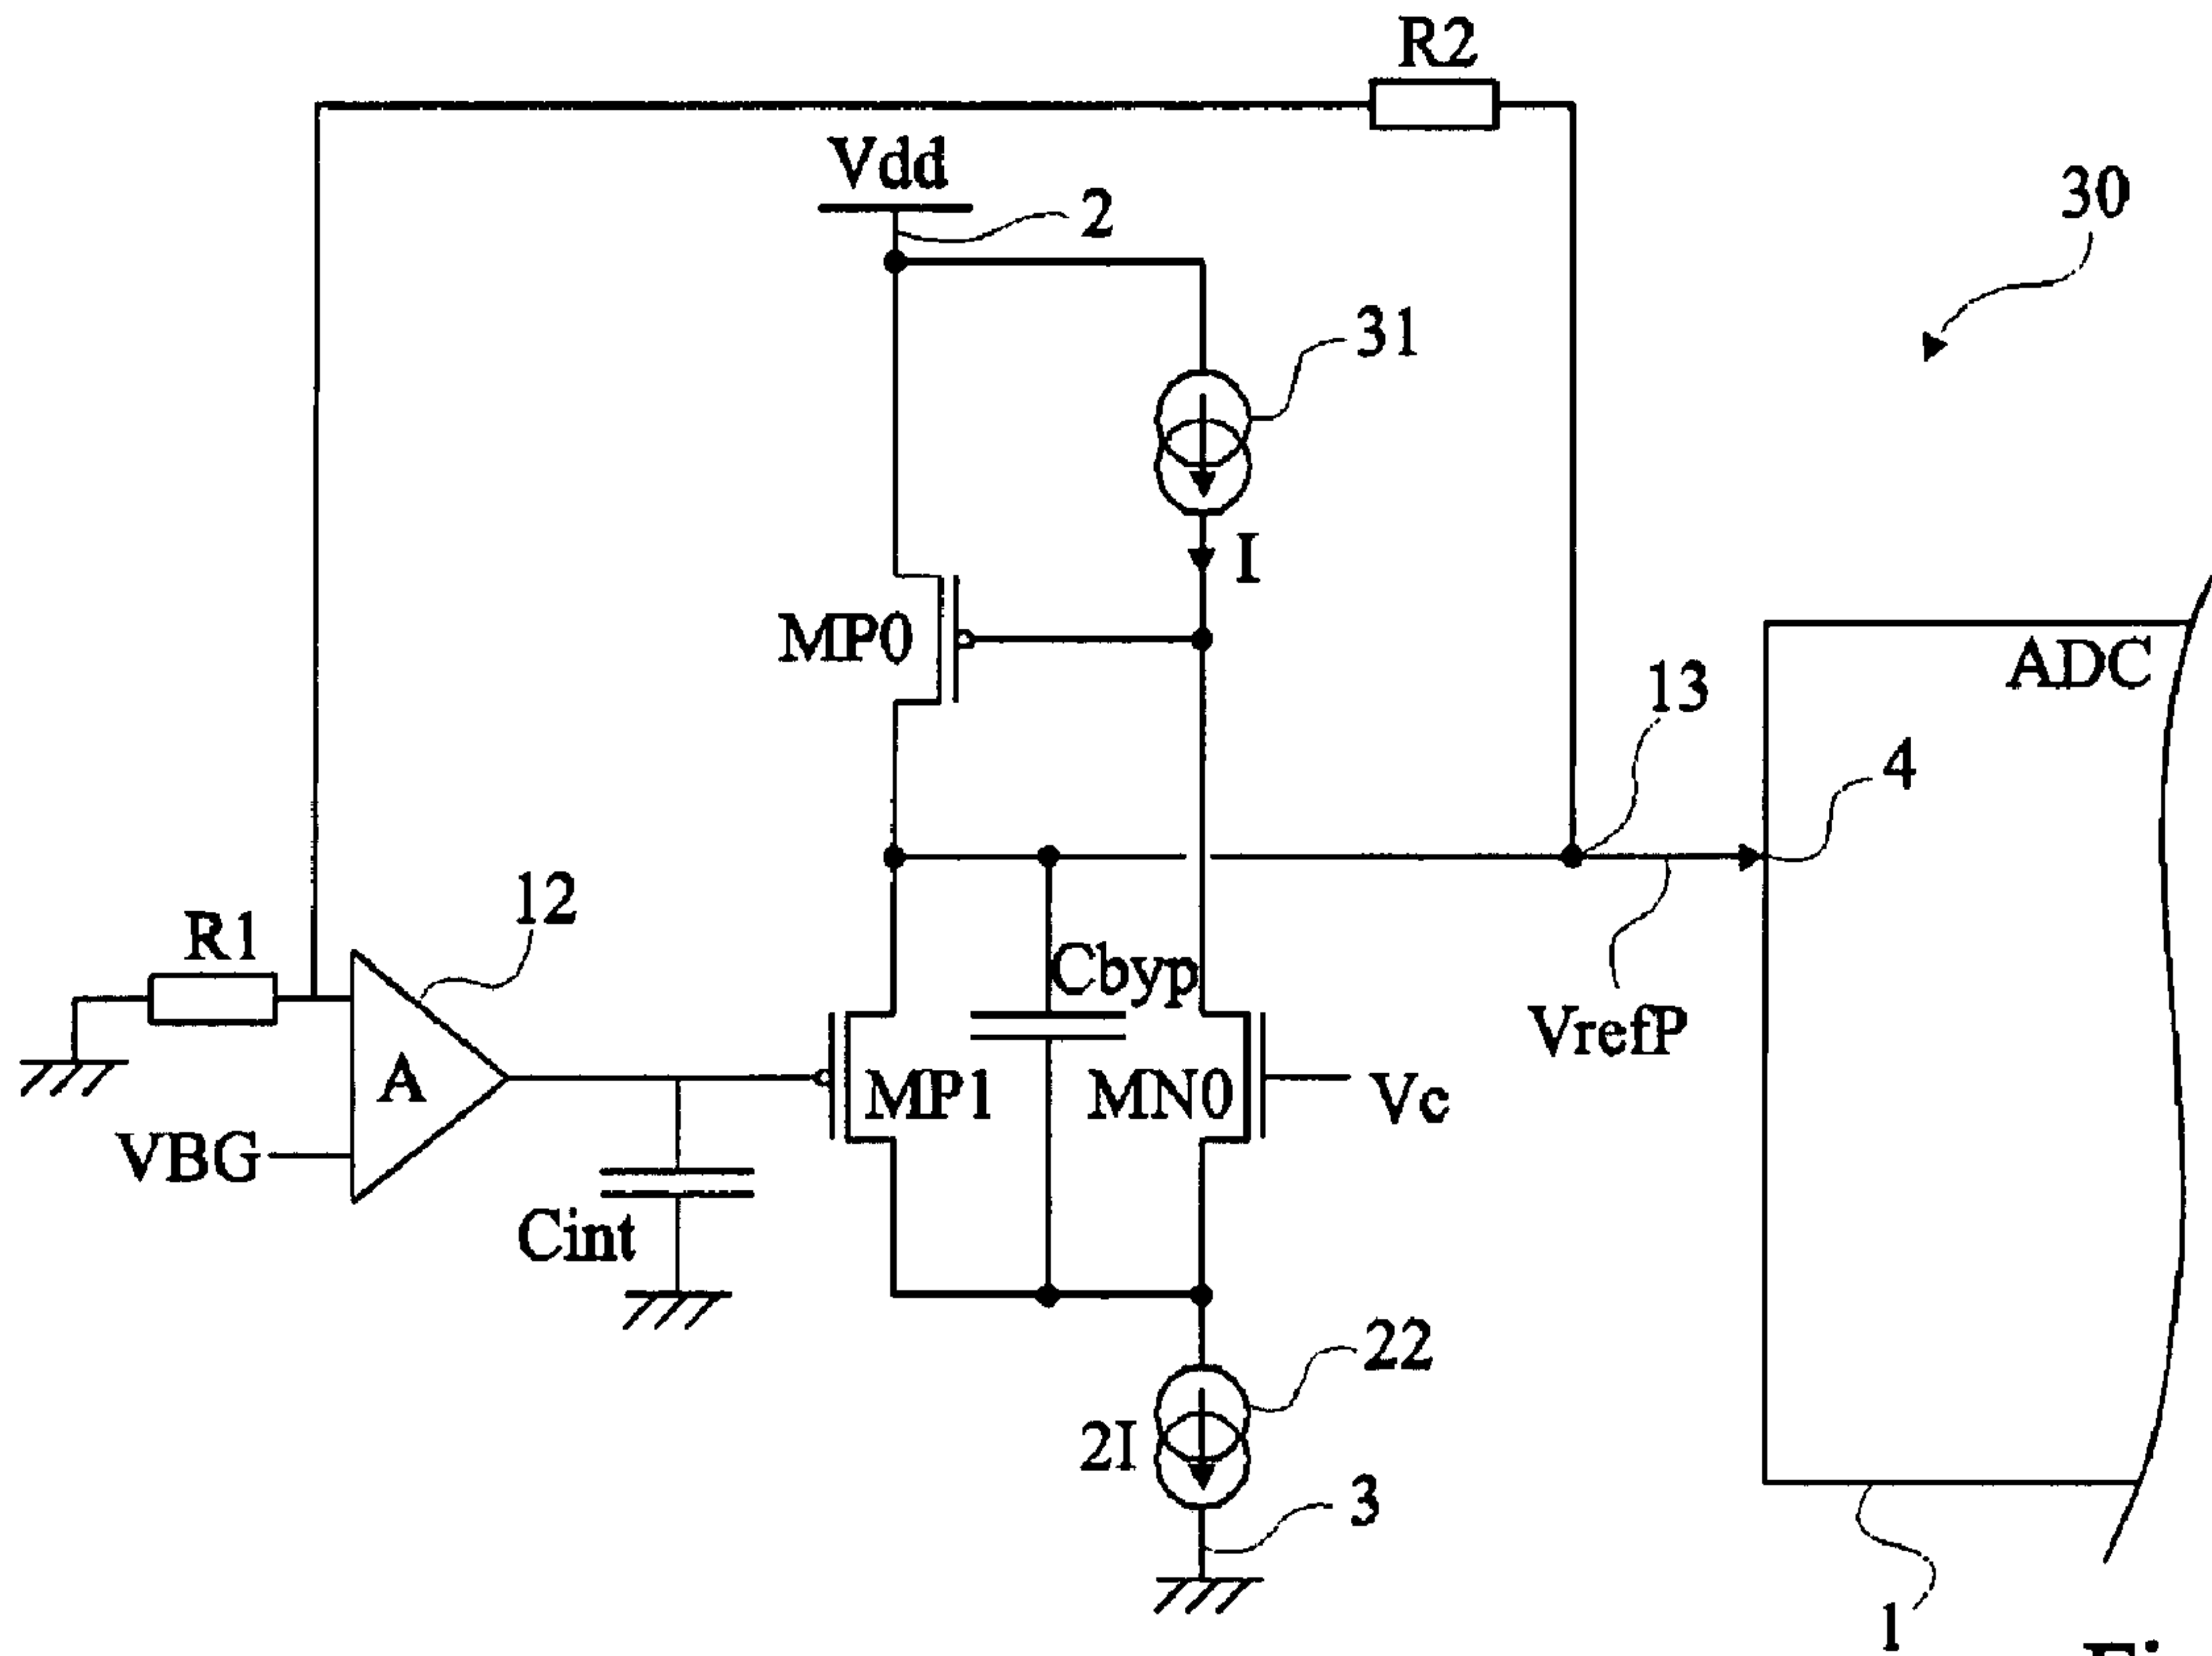 R2
Vdd
2
30
31
I
MP0
ADC
13
4
12
R1
Cbyp
VrefP
A
MP1
MN0
Vc
VBG
Cint
22
2I
3
1